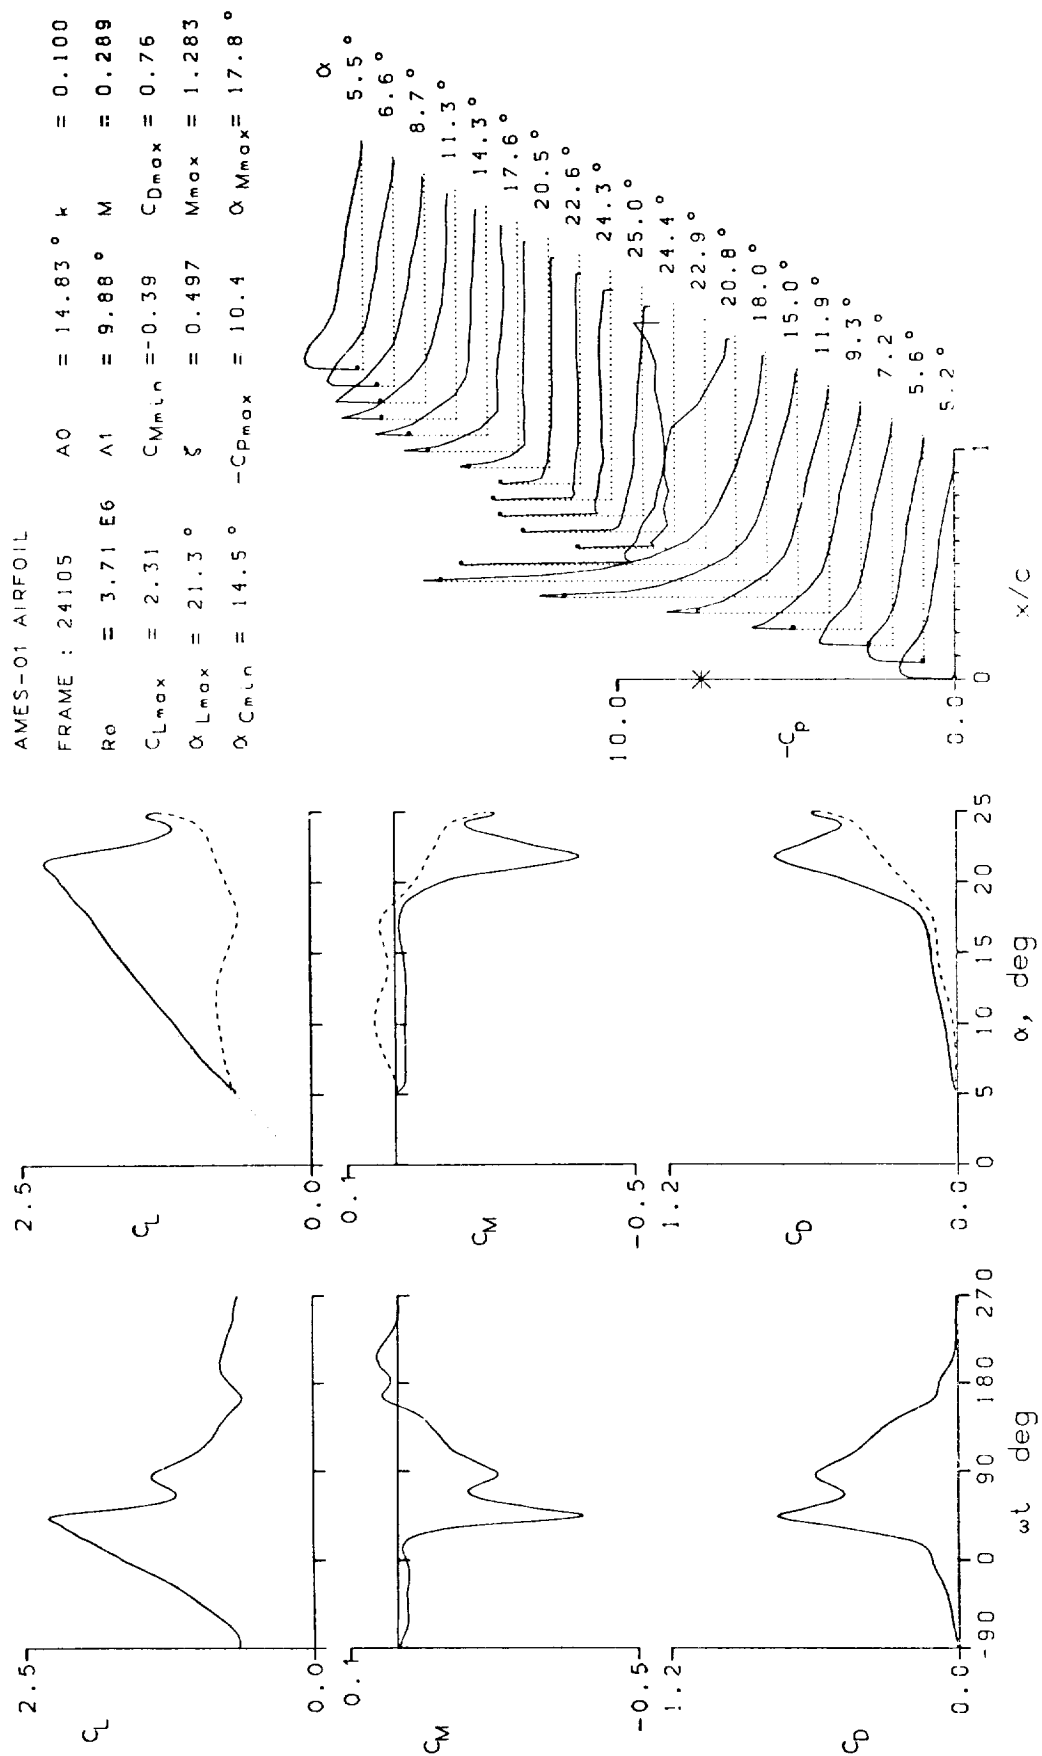 AMES-01 AIRFOIL
FRAME : 24105 A0 = 14.83° k = 0.100
Re = 3.71 E6 A1 = 9.88° M = 0.289
CLmax = 2.31 CMmin =-0.39 CDmax = 0.76
αLmax = 21.3° ζ = 0.497 Mmax = 1.283
αCmin = 14.5° -CPmax = 10.4 αMmax= 17.8°
2.5
CL
0.0
0.1
CM
-0.5
1.2
CD
0.0
-90 0 90 180 270
ωt deg
2.5
CL
0.0
0.1
CM
-0.5
1.2
CD
0.0
0 5 10 15 20 25
α, deg
α
5.5°
6.6°
8.7°
11.3°
14.3°
17.6°
20.5°
22.6°
24.3°
25.0°
24.4°
22.9°
20.8°
18.0°
15.0°
11.9°
9.3°
7.2°
5.6°
5.2°
10.0
-Cp
0.0
0 1
x/c